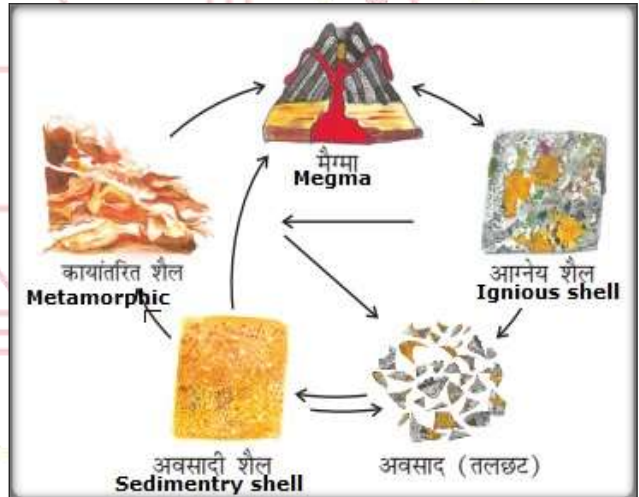 मैग्मा
Megma
कायांतरित शैल
Metamorphic
आग्नेय शैल
Ignious shell
अवसादी शैल
Sedimentry shell
अवसाद (तलछट)